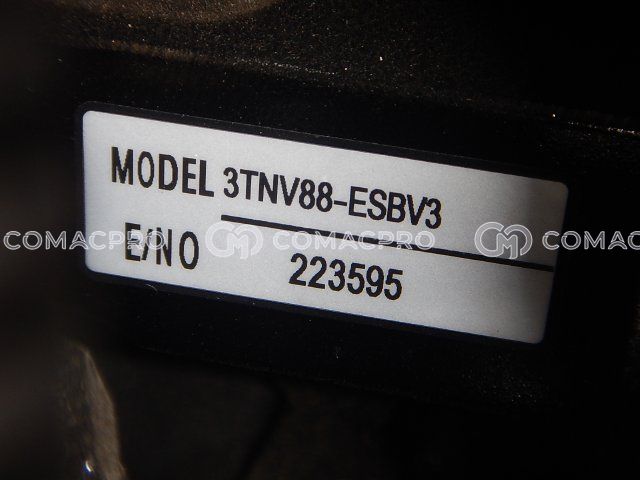 MODEL 3TNV88-ESBV3
COMACPRO COMACPRO COMACPRO
E/NO 223595